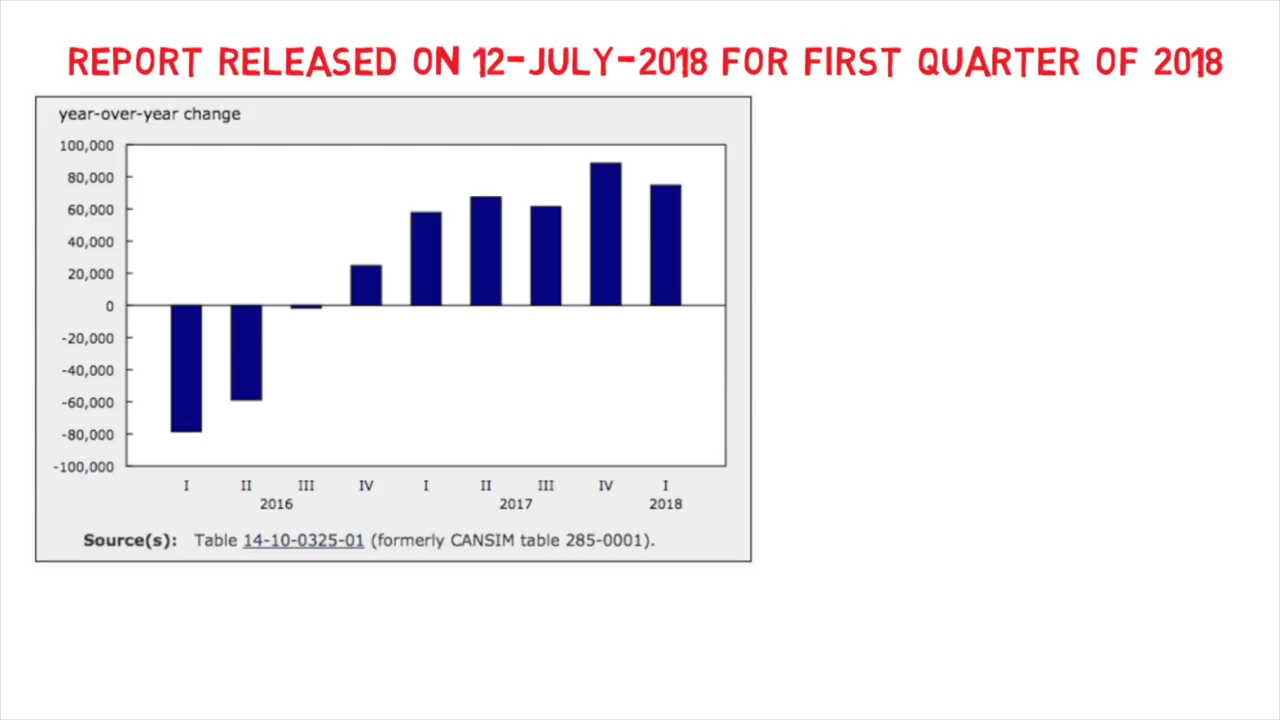 REPORT RELEASED ON 12-JULY-2018 FOR FIRST QUARTER OF 2018
year-over-year change
100,000
80,000
60,000
40,000
20,000
0
-20,000
-40,000
-60,000
-80,000
-100,000
I II III IV I II III IV I
2016 2017 2018
Source(s): Table 14-10-0325-01 (formerly CANSIM table 285-0001).